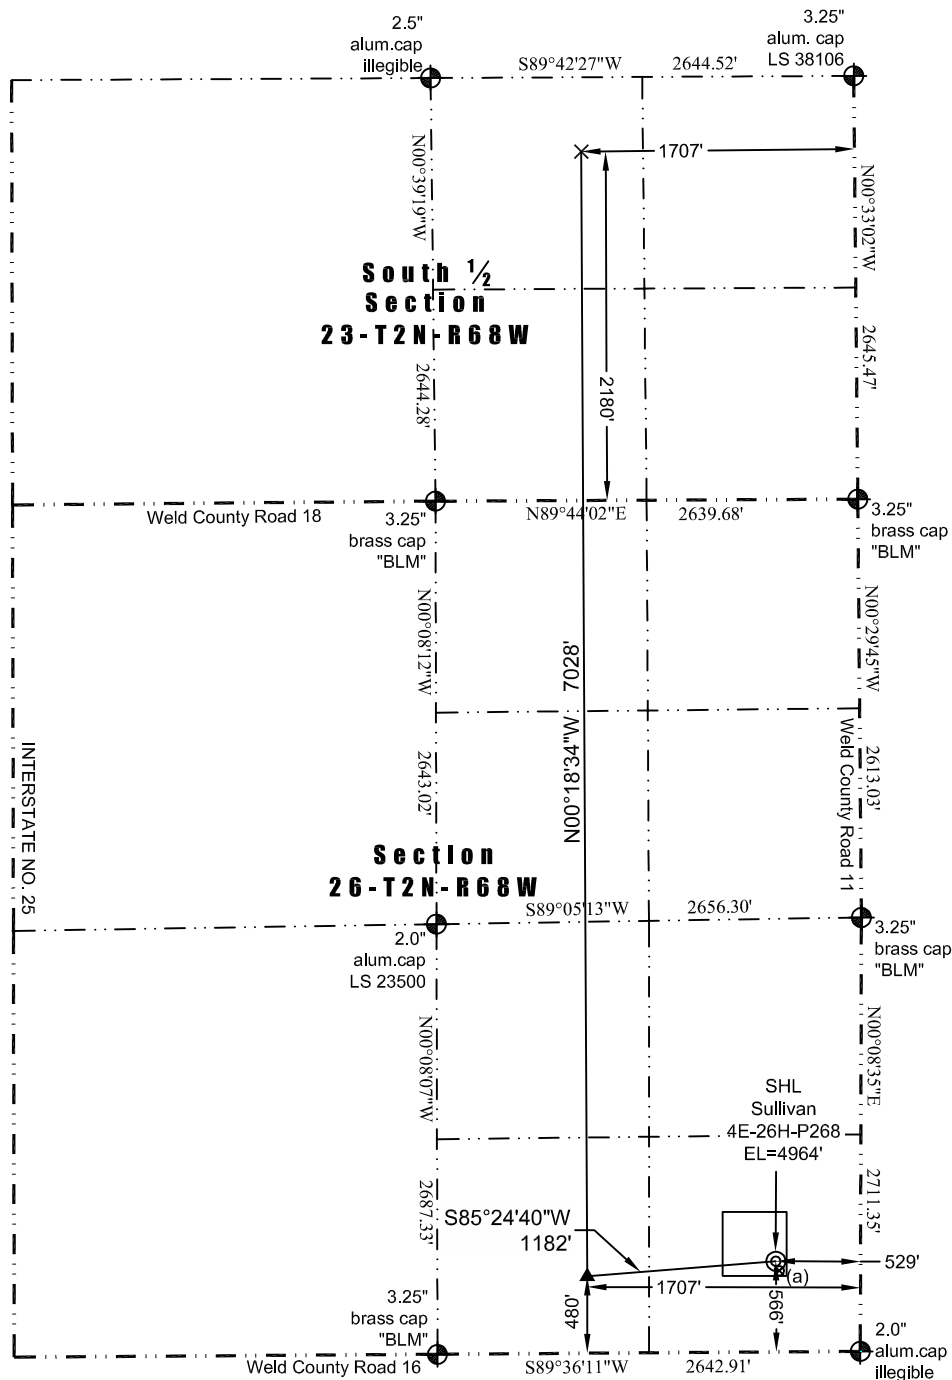 2.5"
alum.cap
illegible
3.25"
alum. cap
LS 38106
S89°42'27"W 2644.52'
1707'
N00°39'19"W
2644.28'
N00°33'02"W
2645.47'
South ½
Section
23-T2N-R68W
2180'
Weld County Road 18
3.25"
brass cap
"BLM"
N89°44'02"E 2639.68'
3.25"
brass cap
"BLM"
N00°08'12"W
2643.02'
N00°18'34"W 7028'
N00°29'45"W
2613.03'
Weld County Road 11
INTERSTATE NO. 25
Section
26-T2N-R68W
S89°05'13"W 2656.30'
2.0"
alum.cap
LS 23500
3.25"
brass cap
"BLM"
N00°08'07"W
2687.33'
N00°08'35"E
2711.35'
SHL
Sullivan
4E-26H-P268
EL=4964'
S85°24'40"W
1182'
529'
(a)
1707'
480'
566'
3.25"
brass cap
"BLM"
2.0"
alum.cap
illegible
Weld County Road 16
S89°36'11"W 2642.91'